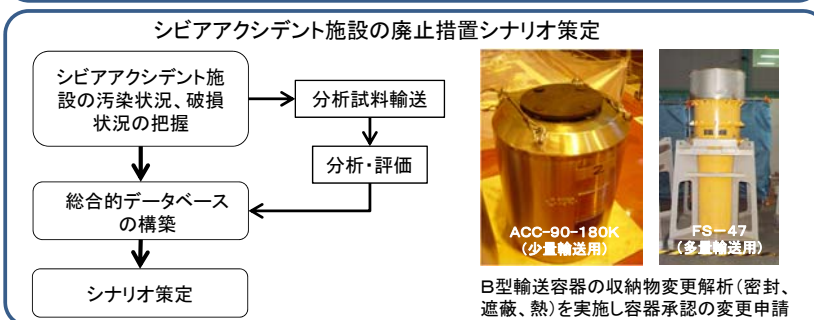 シビアアクシデント施設の廃止措置シナリオ策定
シビアアクシデント施
設の汚染状況、破損
状況の把握
分析試料輸送
分析・評価
総合的データベース
の構築
シナリオ策定
ACC-90-180K
(少量輸送用)
FS-47
(多量輸送用)
B型輸送容器の収納物変更解析(密封、
遮蔽、熱)を実施し容器承認の変更申請